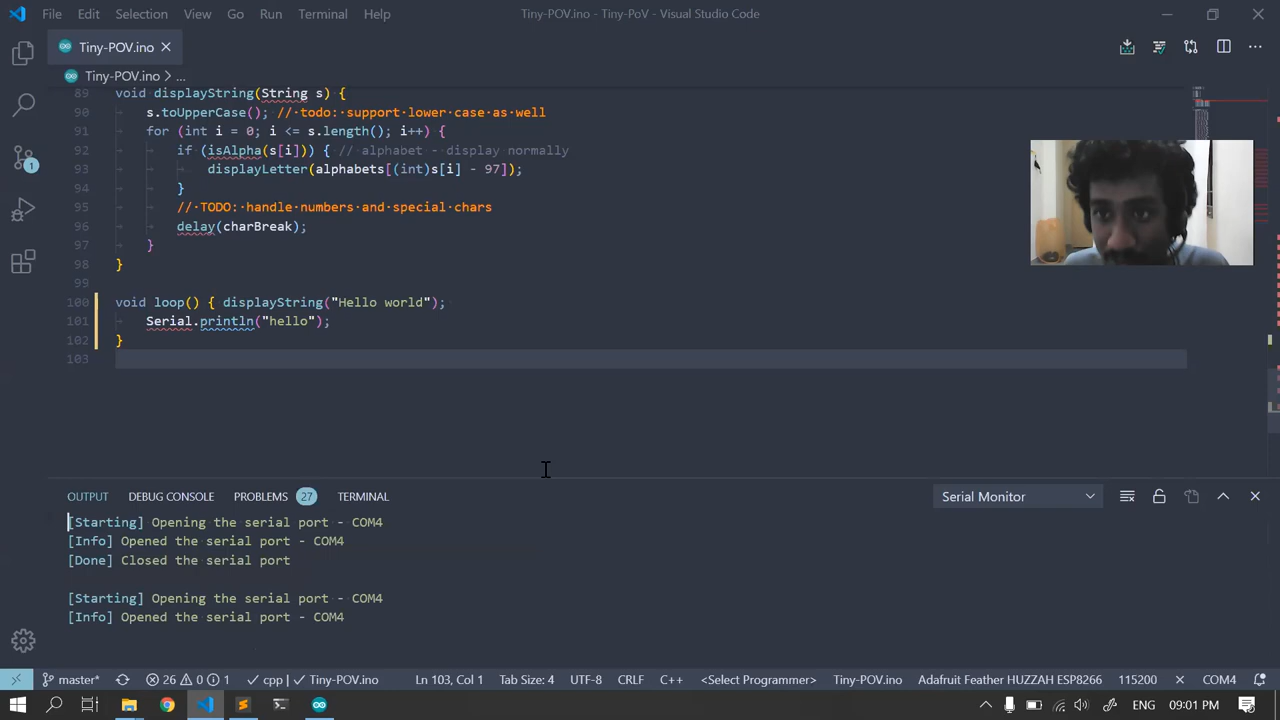 File Edit Selection View Go Run Terminal Help
Tiny-POV.ino - Tiny-PoV - Visual Studio Code
Tiny-POV.ino
Tiny-POV.ino > ...
89 void displayString(String s) {
90 s.toUpperCase(); // todo: support lower case as well
91 for (int i = 0; i <= s.length(); i++) {
92 if (isAlpha(s[i])) { // alphabet - display normally
93 displayLetter(alphabets[(int)s[i] - 97]);
94 }
95 // TODO: handle numbers and special chars
96 delay(charBreak);
97 }
98 }
99
100 void loop() { displayString("Hello world");
101 Serial.println("hello");
102 }
103
1
OUTPUT DEBUG CONSOLE PROBLEMS 27 TERMINAL
Serial Monitor
[Starting] Opening the serial port - COM4
[Info] Opened the serial port - COM4
[Done] Closed the serial port
[Starting] Opening the serial port - COM4
[Info] Opened the serial port - COM4
master* 26 0 1 cpp | Tiny-POV.ino Ln 103, Col 1 Tab Size: 4 UTF-8 CRLF C++ <Select Programmer> Tiny-POV.ino Adafruit Feather HUZZAH ESP8266 115200 COM4
ENG 09:01 PM